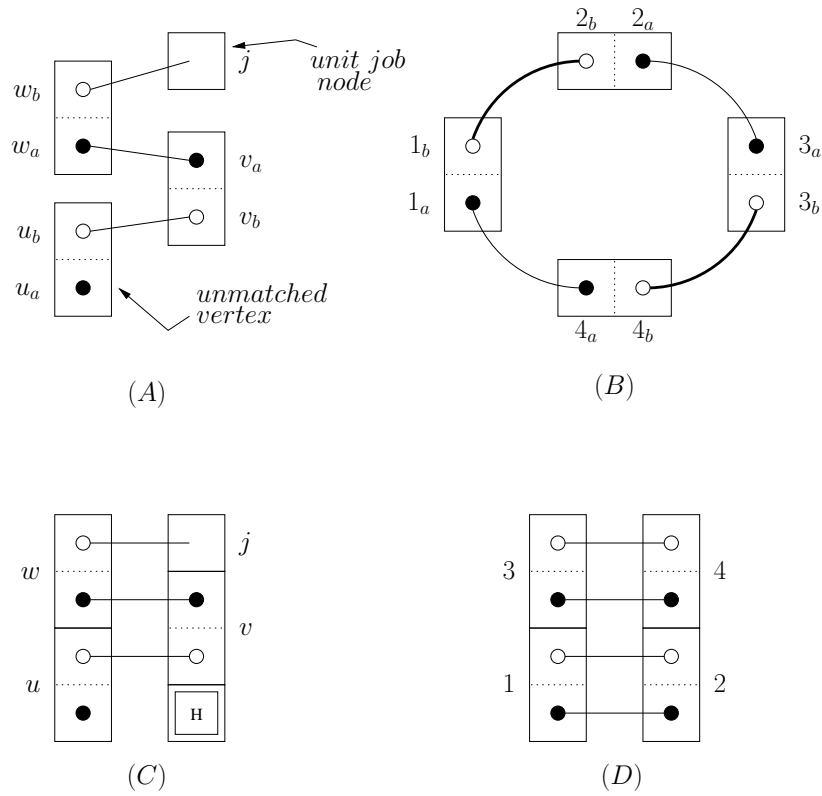 w_b
w_a
u_b
u_a
j
v_a
v_b
unit job
node
unmatched
vertex
(A)
2_b 2_a
1_b
1_a
3_a
3_b
4_a 4_b
(B)
w
u
j
v
H
(C)
3
1
4
2
(D)